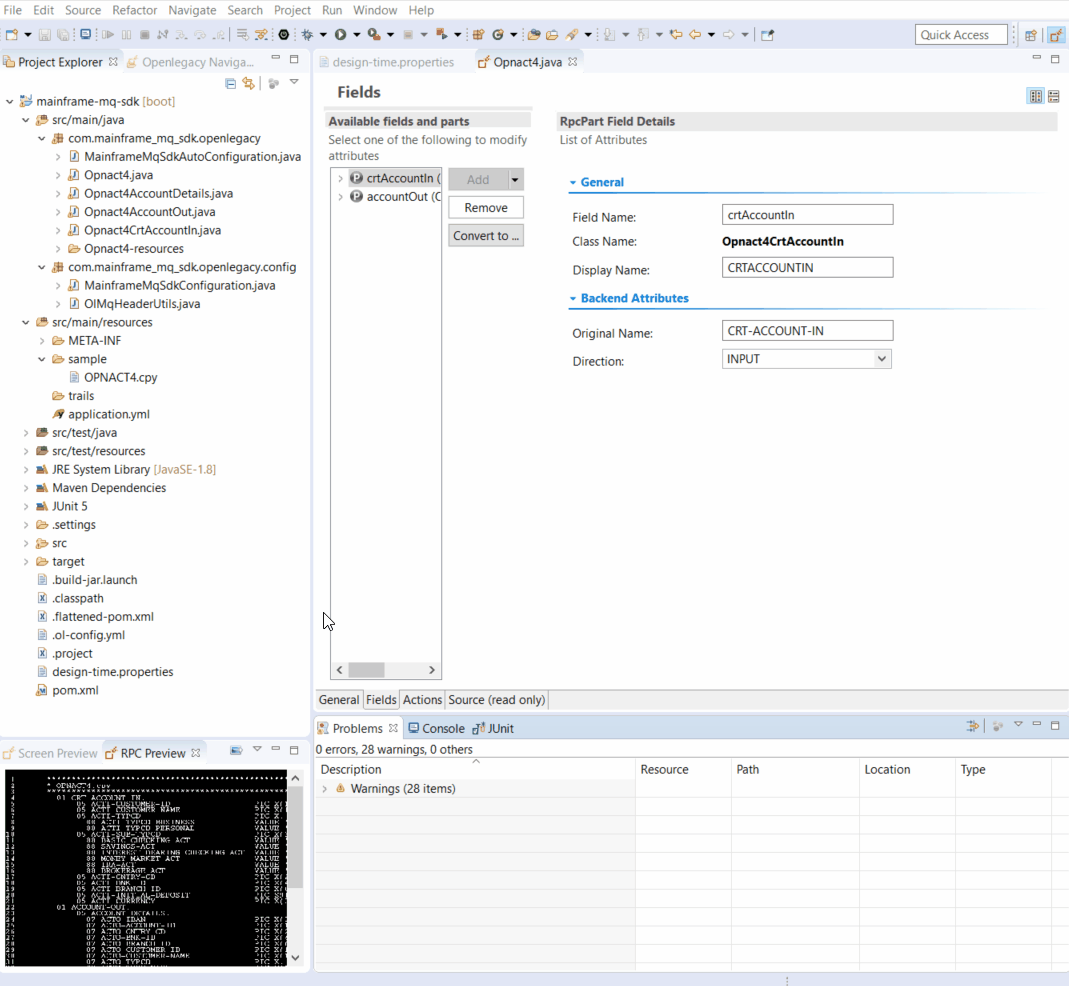 File Edit Source Refactor Navigate Search Project Run Window Help
Quick Access
Project Explorer
Openlegacy Naviga...
mainframe-mq-sdk [boot]
src/main/java
com.mainframe_mq_sdk.openlegacy
MainframeMqSdkAutoConfiguration.java
Opnact4.java
Opnact4AccountDetails.java
Opnact4AccountOut.java
Opnact4CrtAccountIn.java
Opnact4-resources
com.mainframe_mq_sdk.openlegacy.config
MainframeMqSdkConfiguration.java
OlMqHeaderUtils.java
src/main/resources
META-INF
sample
OPNACT4.cpy
trails
application.yml
src/test/java
src/test/resources
JRE System Library [JavaSE-1.8]
Maven Dependencies
JUnit 5
.settings
src
target
.build-jar.launch
.classpath
.flattened-pom.xml
.ol-config.yml
.project
design-time.properties
pom.xml
design-time.properties
Opnact4.java
Fields
Available fields and parts
Select one of the following to modify
attributes
crtAccountIn (
accountOut (C
Add
Remove
Convert to ...
RpcPart Field Details
List of Attributes
General
Field Name: crtAccountIn
Class Name: Opnact4CrtAccountIn
Display Name: CRTACCOUNTIN
Backend Attributes
Original Name: CRT-ACCOUNT-IN
Direction: INPUT
General Fields Actions Source (read only)
Screen Preview
RPC Preview
* OPNACT4.cpy
Problems
Console
JUnit
0 errors, 28 warnings, 0 others
Description Resource Path Location Type
Warnings (28 items)